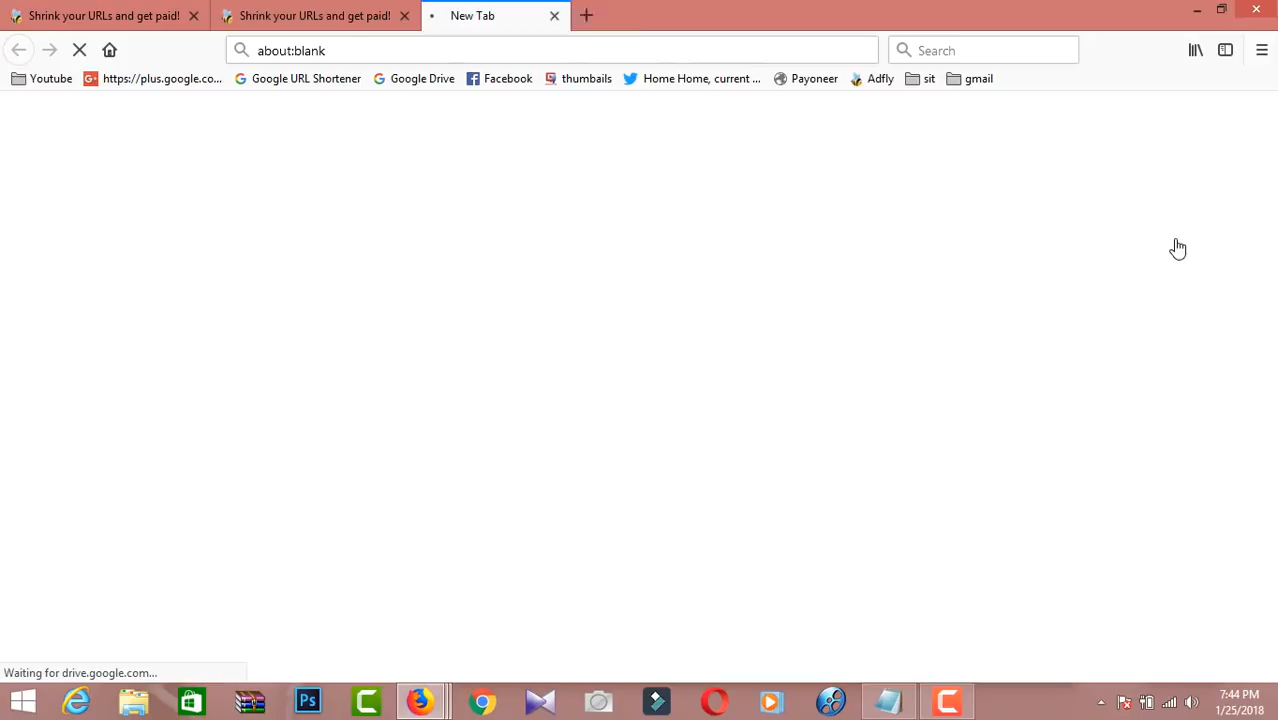 Shrink your URLs and get paid!
Shrink your URLs and get paid!
New Tab
about:blank
Search
Youtube
https://plus.google.co...
Google URL Shortener
Google Drive
Facebook
thumbails
Home Home, current ...
Payoneer
Adfly
sit
gmail
Waiting for drive.google.com...
Ps
7:44 PM
1/25/2018